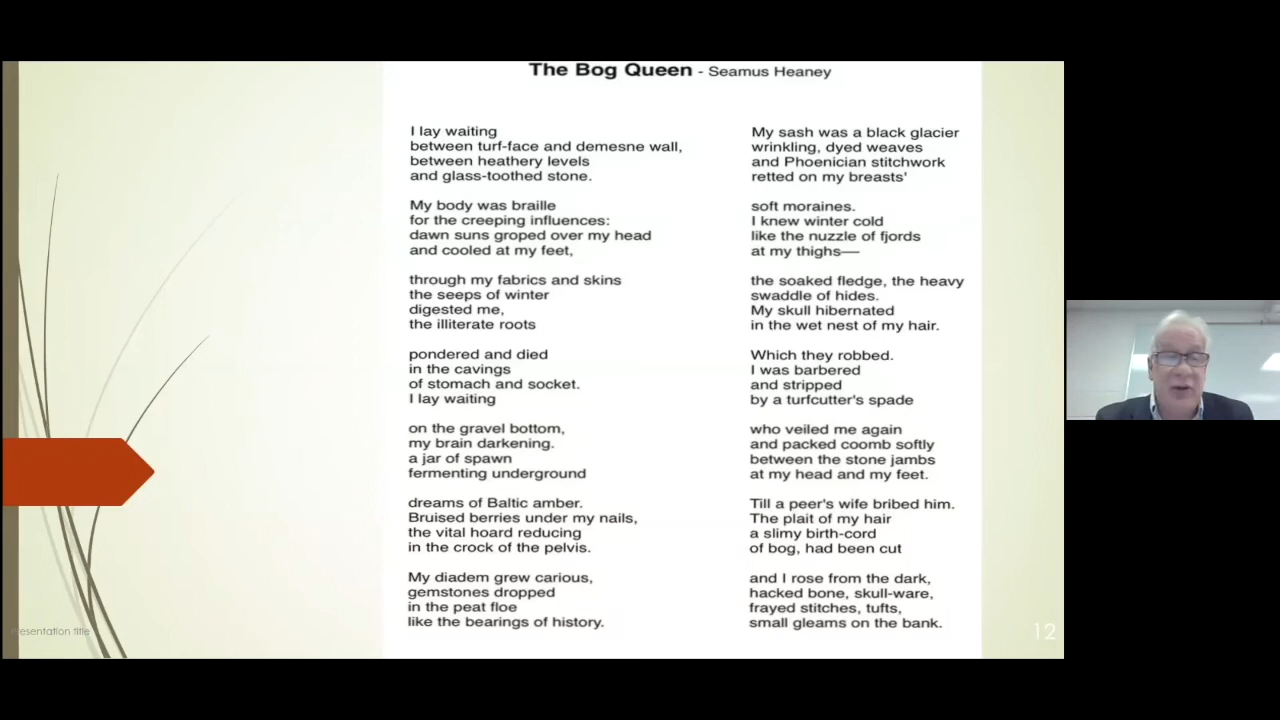 The Bog Queen - Seamus Heaney
I lay waiting
between turf-face and demesne wall,
between heathery levels
and glass-toothed stone.
My body was braille
for the creeping influences:
dawn suns groped over my head
and cooled at my feet,
through my fabrics and skins
the seeps of winter
digested me,
the illiterate roots
pondered and died
in the cavings
of stomach and socket.
I lay waiting
on the gravel bottom,
my brain darkening.
a jar of spawn
fermenting underground
dreams of Baltic amber.
Bruised berries under my nails,
the vital hoard reducing
in the crock of the pelvis.
My diadem grew carious,
gemstones dropped
in the peat floe
like the bearings of history.
My sash was a black glacier
wrinkling, dyed weaves
and Phoenician stitchwork
retted on my breasts'
soft moraines.
I knew winter cold
like the nuzzle of fjords
at my thighs—
the soaked fledge, the heavy
swaddle of hides.
My skull hibernated
in the wet nest of my hair.
Which they robbed.
I was barbered
and stripped
by a turfcutter's spade
who veiled me again
and packed coomb softly
between the stone jambs
at my head and my feet.
Till a peer's wife bribed him.
The plait of my hair
a slimy birth-cord
of bog, had been cut
and I rose from the dark,
hacked bone, skull-ware,
frayed stitches, tufts,
small gleams on the bank.
Presentation title
12